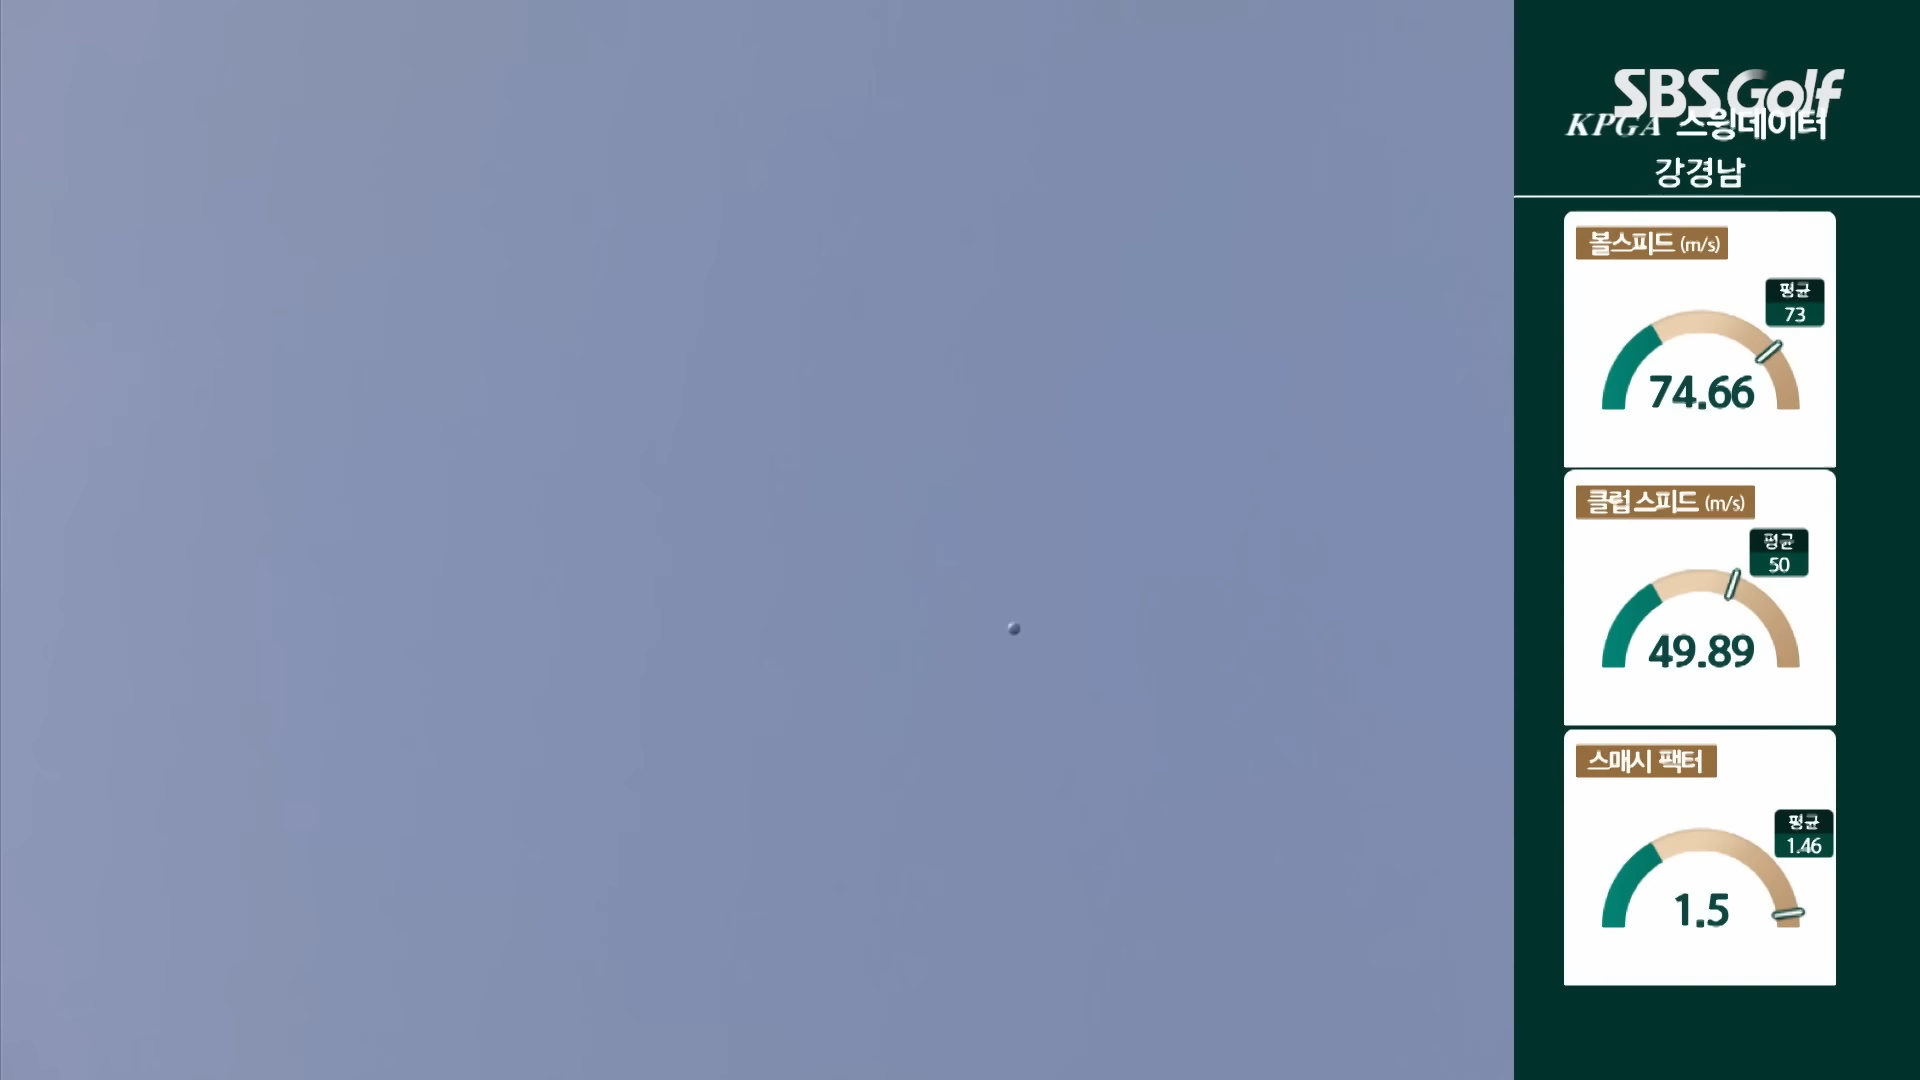 SBS Golf
KPGA 스윙데이터
강경남
볼스피드 (m/s)
평균
73
74.66
클럽 스피드 (m/s)
평균
50
49.89
스매시 팩터
평균
1.46
1.5